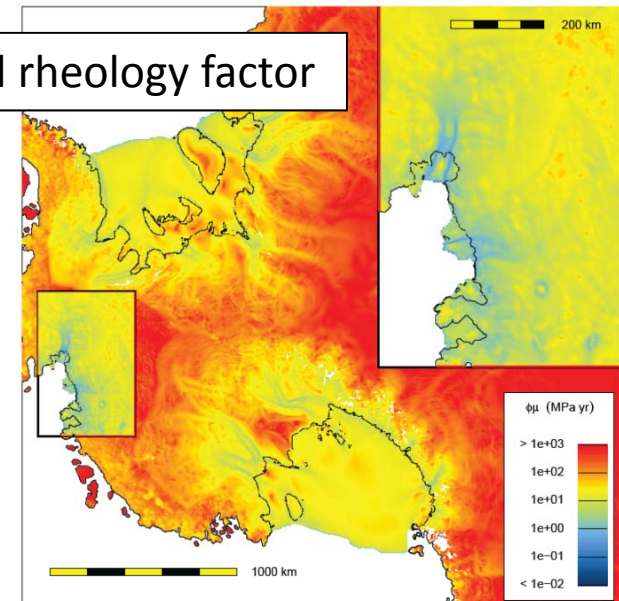 200 km
rheology factor
ϕμ (MPa yr)
> 1e+03
1e+02
1e+01
1e+00
1e−01
< 1e−02
1000 km